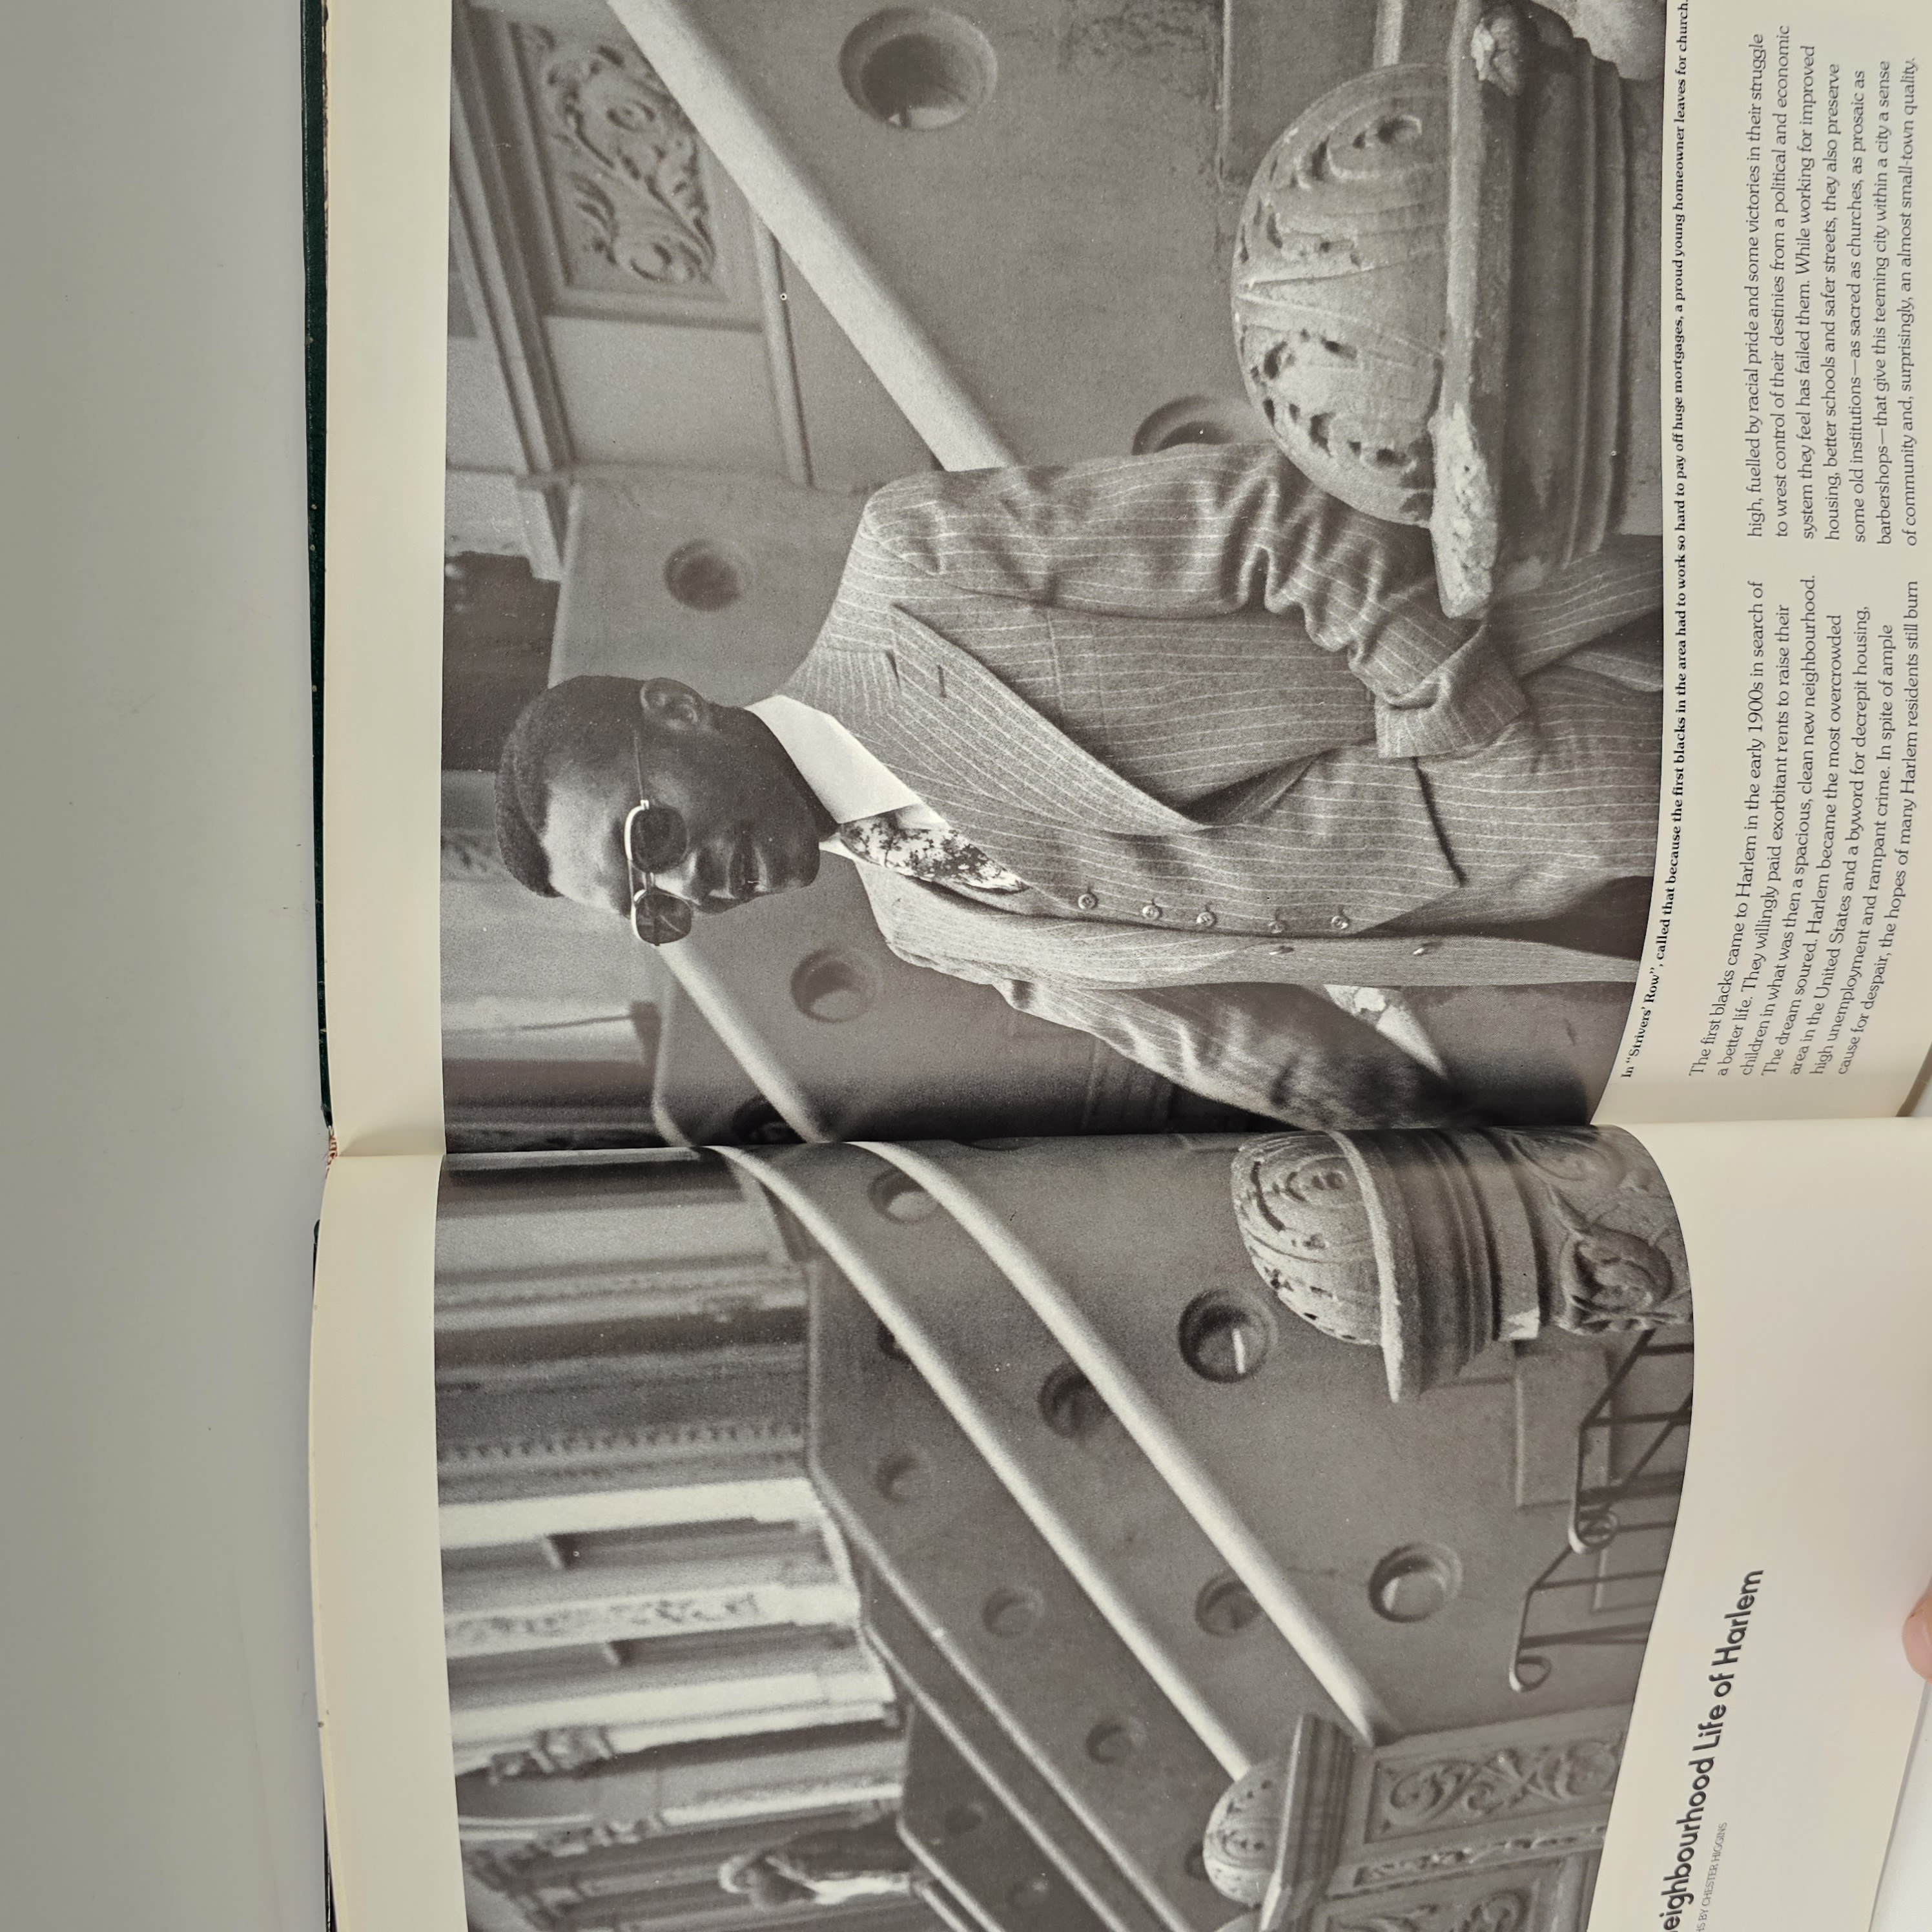 eighbourhood Life of Harlem
HS BY CHESTER HIGGINS
In "Strivers' Row", called that because the first blacks in the area had to work so hard to pay off huge mortgages, a proud young homeowner leaves for church.
The first blacks came to Harlem in the early 1900s in search of
a better life. They willingly paid exorbitant rents to raise their
children in what was then a spacious, clean new neighbourhood.
The dream soured. Harlem became the most overcrowded
area in the United States and a byword for decrepit housing,
high unemployment and rampant crime. In spite of ample
cause for despair, the hopes of many Harlem residents still burn
high, fuelled by racial pride and some victories in their struggle
to wrest control of their destinies from a political and economic
system they feel has failed them. While working for improved
housing, better schools and safer streets, they also preserve
some old institutions—as sacred as churches, as prosaic as
barbershops—that give this teeming city within a city a sense
of community and, surprisingly, an almost small-town quality.